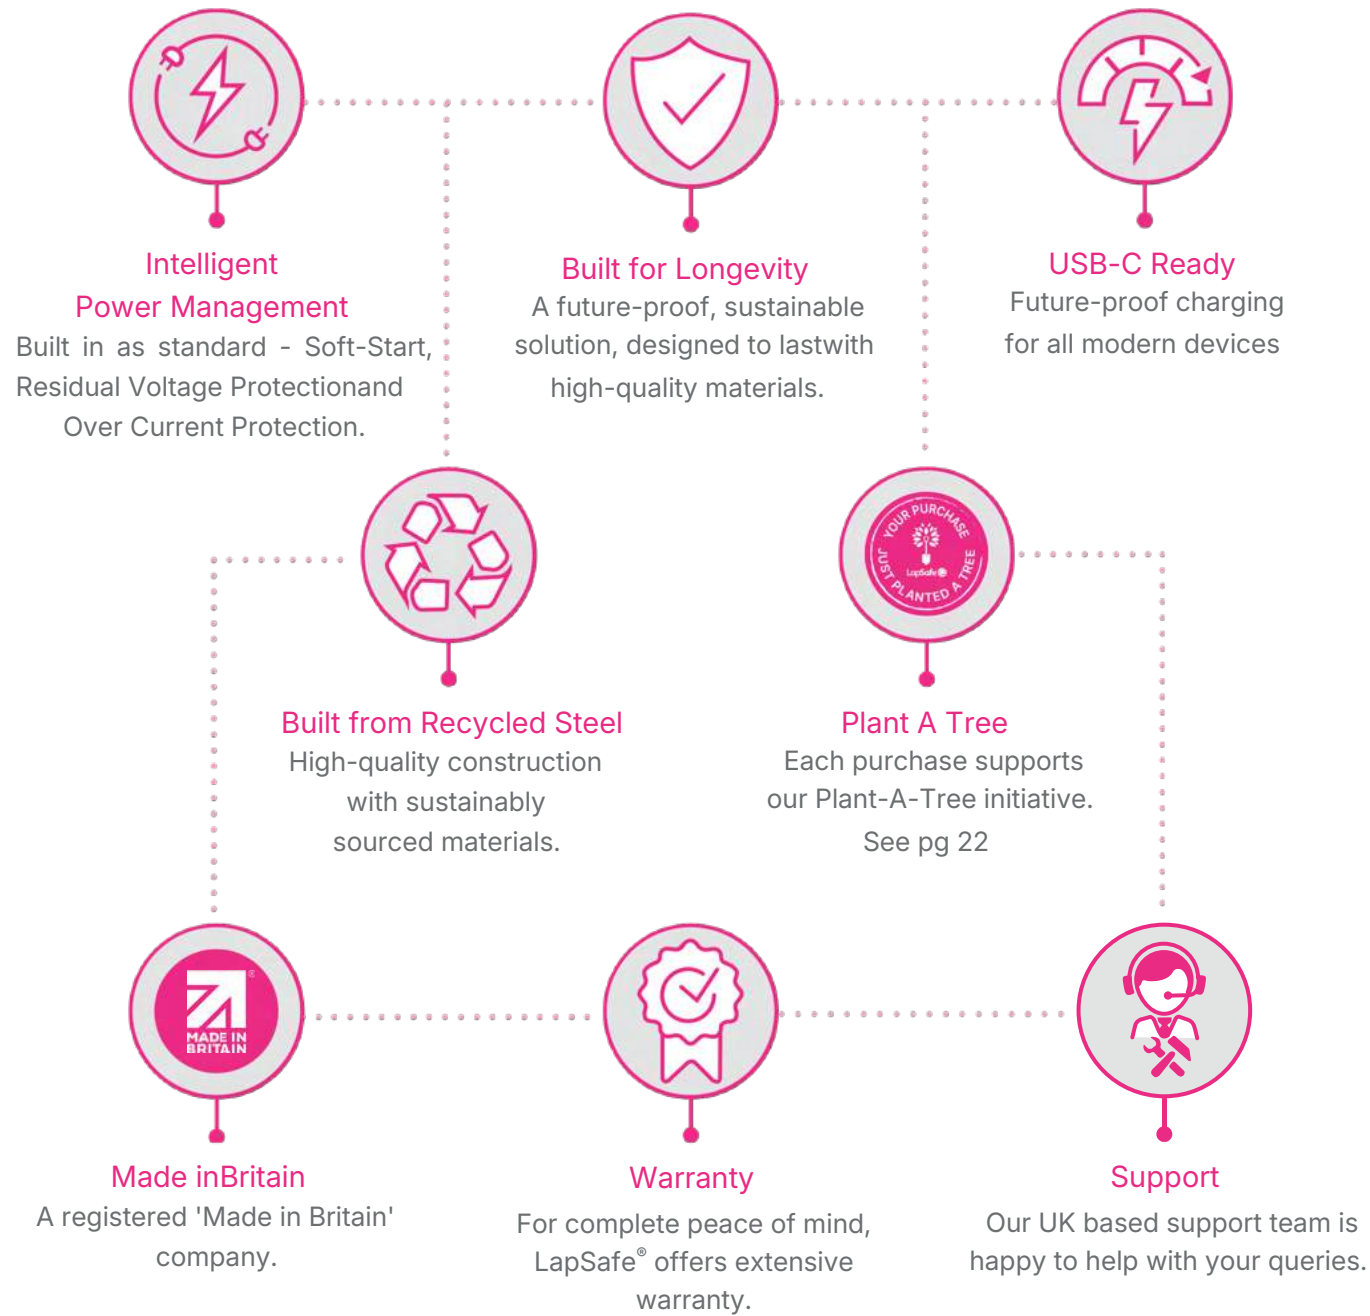 Intelligent
Power Management
Built in as standard - Soft-Start,
Residual Voltage Protectionand
Over Current Protection.
Built for Longevity
A future-proof, sustainable
solution, designed to lastwith
high-quality materials.
USB-C Ready
Future-proof charging
for all modern devices
Built from Recycled Steel
High-quality construction
with sustainably
sourced materials.
YOUR PURCHASE
JUST PLANTED A TREE
LapSafe®
Plant A Tree
Each purchase supports
our Plant-A-Tree initiative.
See pg 22
®
MADE IN
BRITAIN
Made inBritain
A registered 'Made in Britain'
company.
Warranty
For complete peace of mind,
LapSafe® offers extensive
warranty.
Support
Our UK based support team is
happy to help with your queries.